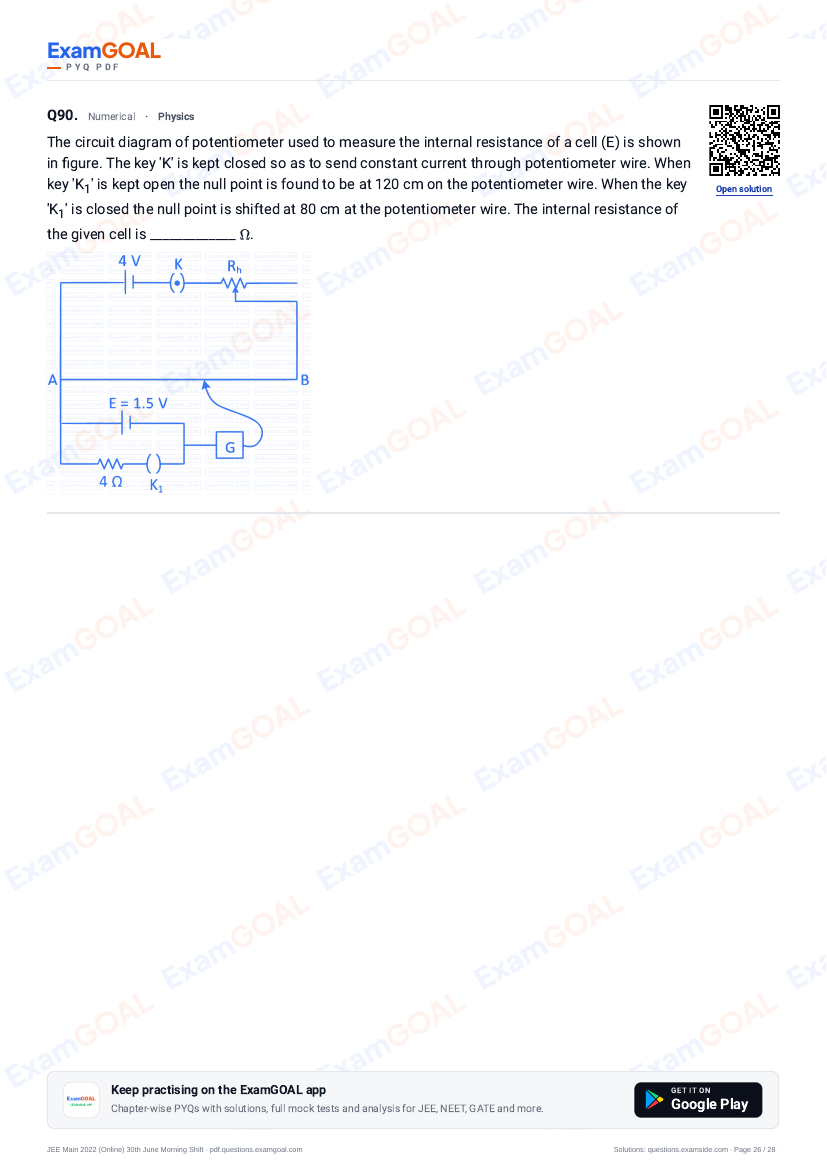 ExamGOAL
PYQ PDF
Q90. Numerical · Physics
The circuit diagram of potentiometer used to measure the internal resistance of a cell (E) is shown
in figure. The key 'K' is kept closed so as to send constant current through potentiometer wire. When
key 'K1' is kept open the null point is found to be at 120 cm on the potentiometer wire. When the key
'K1' is closed the null point is shifted at 80 cm at the potentiometer wire. The internal resistance of
the given cell is _____________ Ω.
Open solution
4 V K Rh
A B
E = 1.5 V
G
4 Ω K1
Keep practising on the ExamGOAL app
Chapter-wise PYQs with solutions, full mock tests and analysis for JEE, NEET, GATE and more.
GET IT ON
Google Play
JEE Main 2022 (Online) 30th June Morning Shift · pdf.questions.examgoal.com
Solutions: questions.examside.com · Page 26 / 28